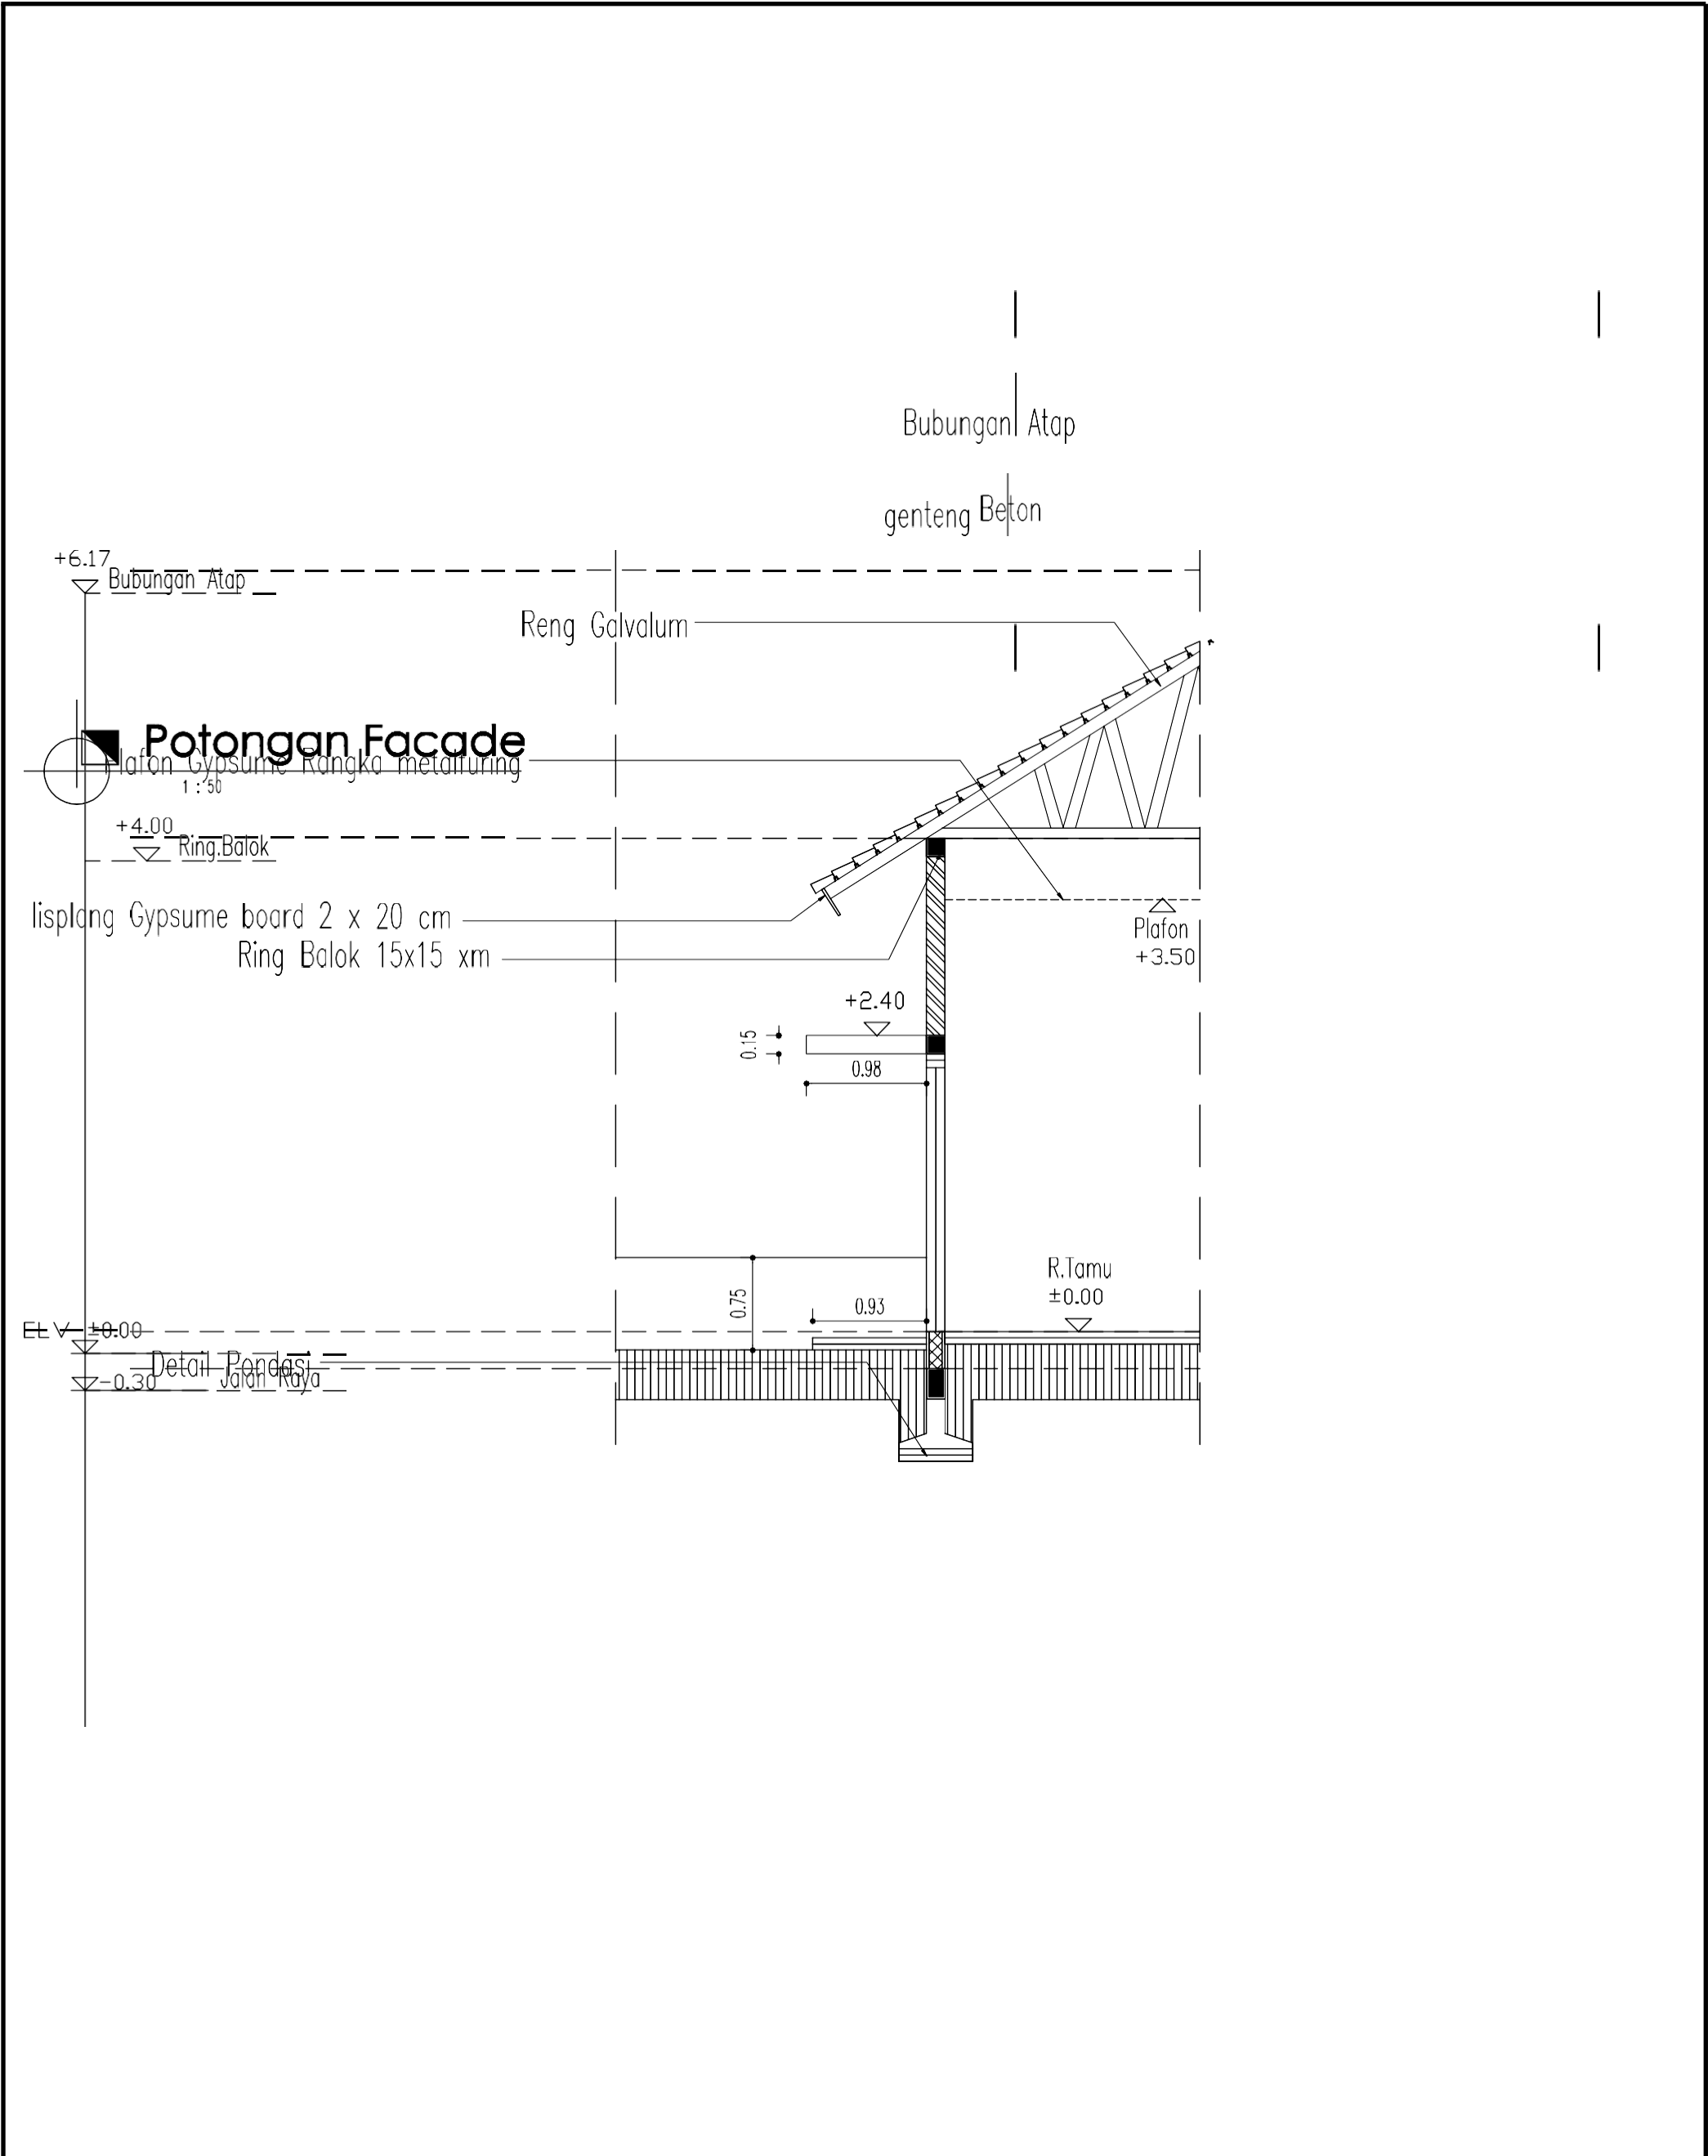 Bubungan Atap
genteng Beton
+6.17
Bubungan Atap
Reng Galvalum
Potongan Facade
Plafon Gypsume Rangka metalfuring
1 : 50
+4.00
Ring.Balok
lisplang Gypsume board 2 x 20 cm
Ring Balok 15x15 xm
Plafon
+3.50
+2.40
0.15
0.98
0.75
0.93
R.Tamu
±0.00
ELV ±0.00
Detail Pondasi
-0.30
Jalan Raya